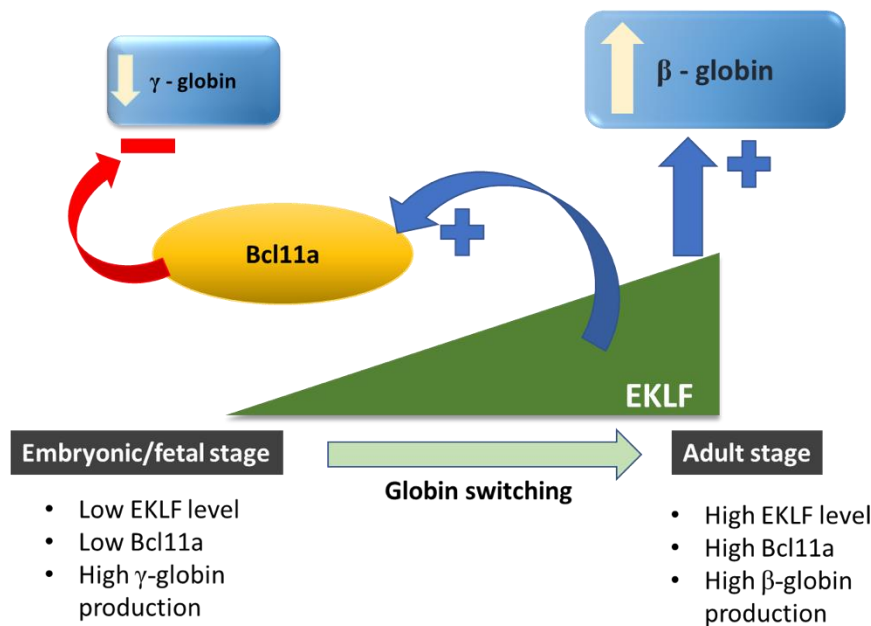 γ - globin
β - globin
Bcl11a
EKLF
Embryonic/fetal stage
Globin switching
Adult stage
• Low EKLF level
• Low Bcl11a
• High γ-globin
production
• High EKLF level
• High Bcl11a
• High β-globin
production